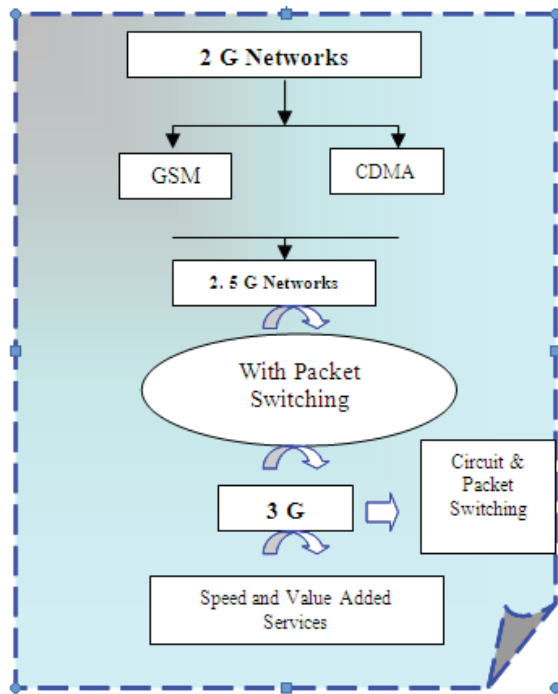 2 G Networks
GSM
CDMA
2. 5 G Networks
With Packet
Switching
Circuit &
Packet
Switching
3 G
Speed and Value Added
Services